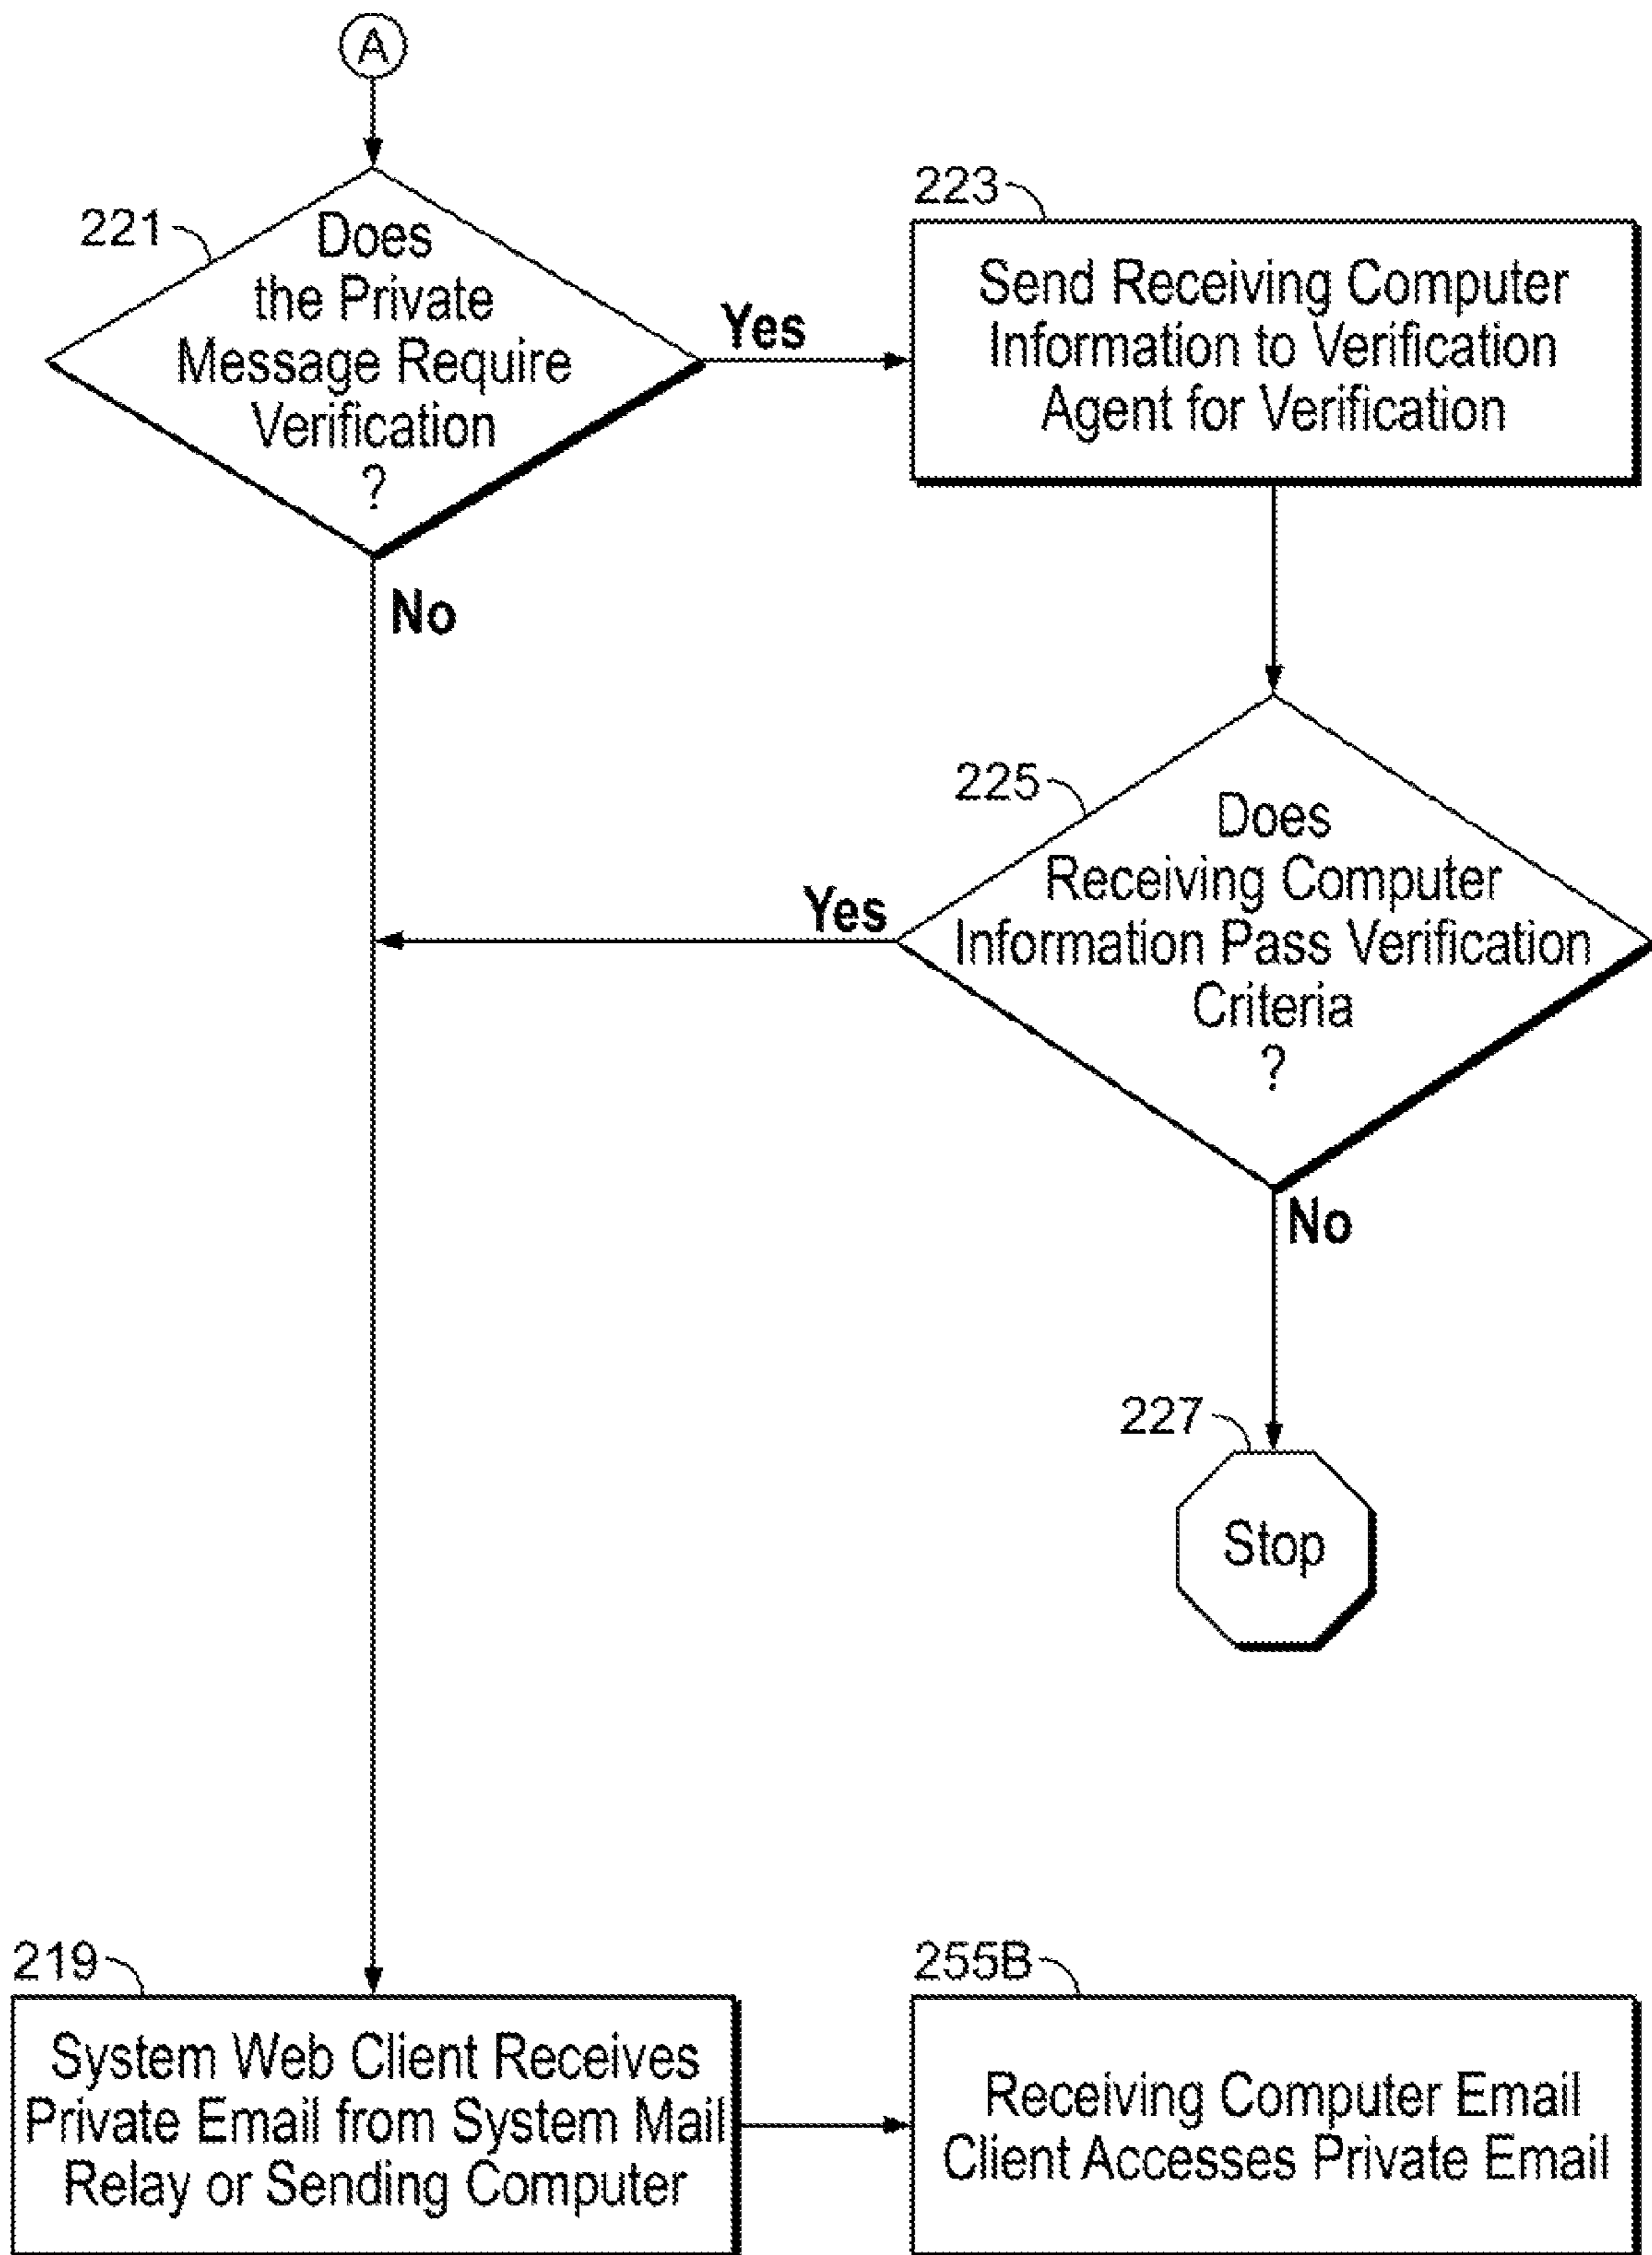 A
221
Does
the Private
Message Require
Verification
?
Yes
No
223
Send Receiving Computer
Information to Verification
Agent for Verification
225
Does
Receiving Computer
Information Pass Verification
Criteria
?
Yes
No
227
Stop
219
System Web Client Receives
Private Email from System Mail
Relay or Sending Computer
255B
Receiving Computer Email
Client Accesses Private Email